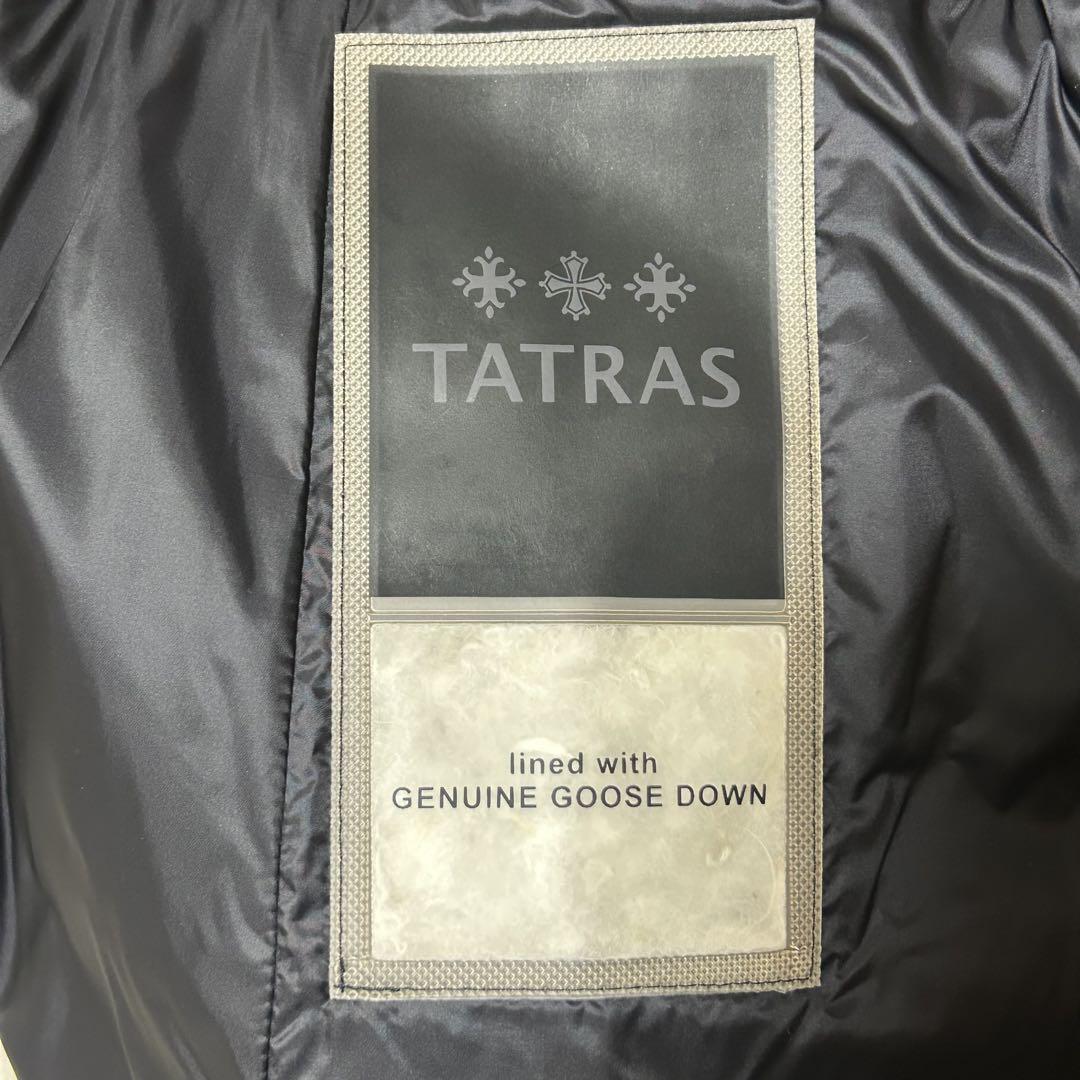 TATRAS
lined with
GENUINE GOOSE DOWN